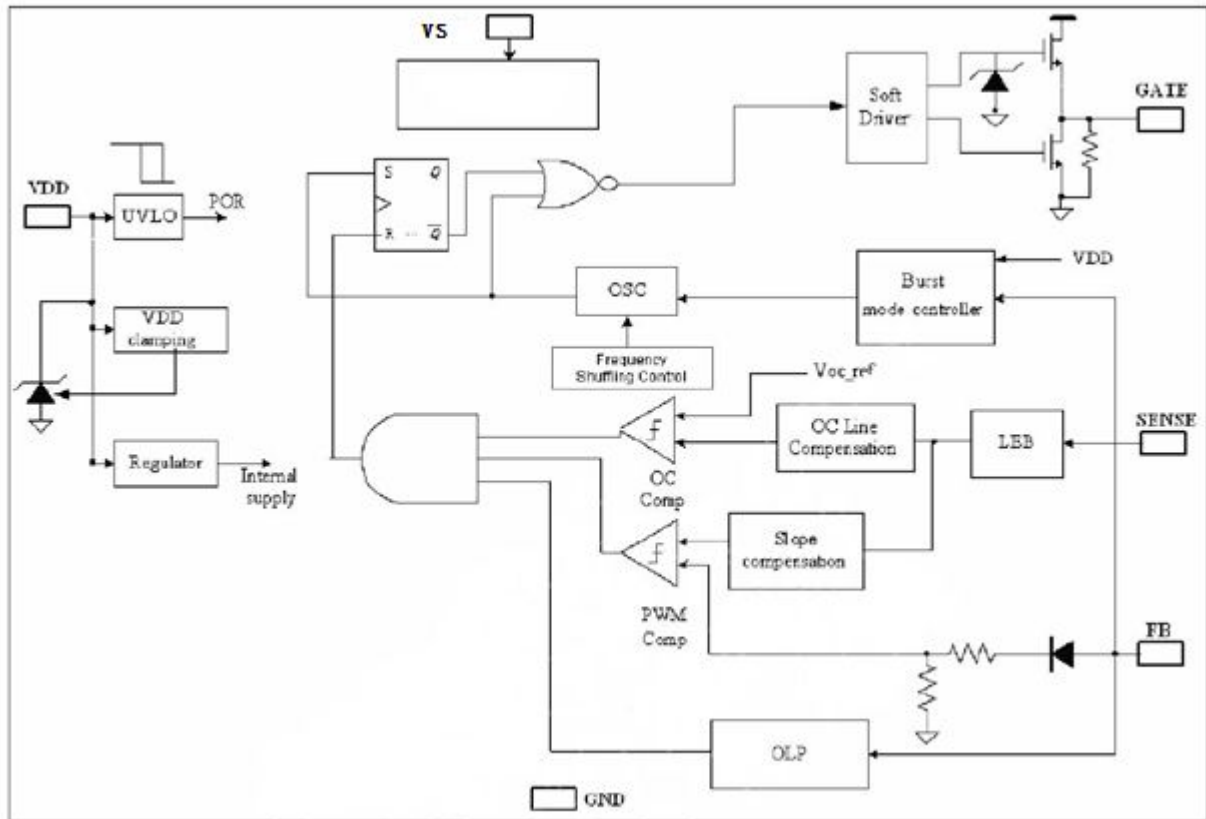 VS
Soft
Driver
GATE
S Q
R Q
VDD
UVLO
POR
VDD
OSC
Burst
mode controller
VDD
clamping
Frequency
Shuffling Control
Voc_ref
OC Line
Compensation
LEB
SENSE
Regulator
Internal
supply
OC
Comp
Slope
compensation
PWM
Comp
FB
OLP
GND